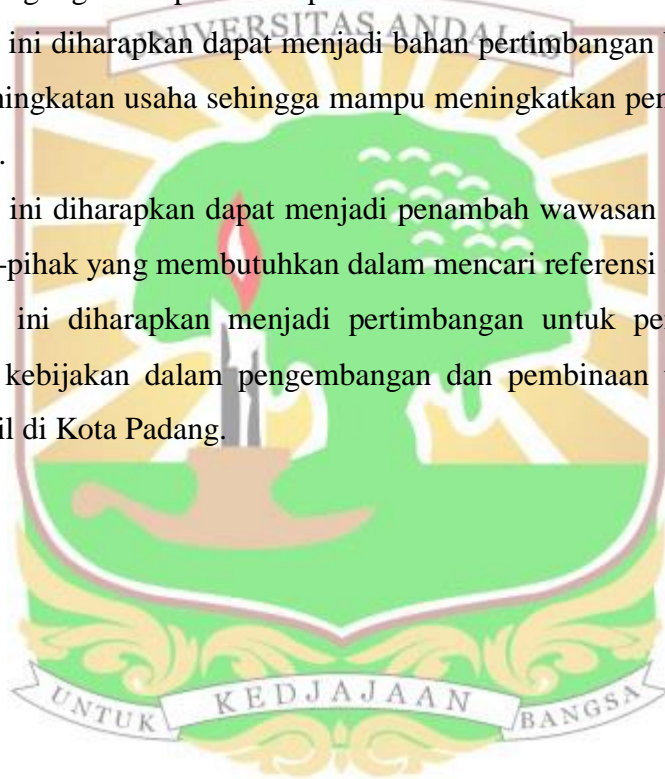 UNIVERSITAS ANDALAS
ini diharapkan dapat menjadi bahan pertimbangan
ningkatan usaha sehingga mampu meningkatkan pen
.
ini diharapkan dapat menjadi penambah wawasan
-pihak yang membutuhkan dalam mencari referensi
ini diharapkan menjadi pertimbangan untuk pe
kebijakan dalam pengembangan dan pembinaan
il di Kota Padang.
UNTUK KEDJAJAAN BANGSA